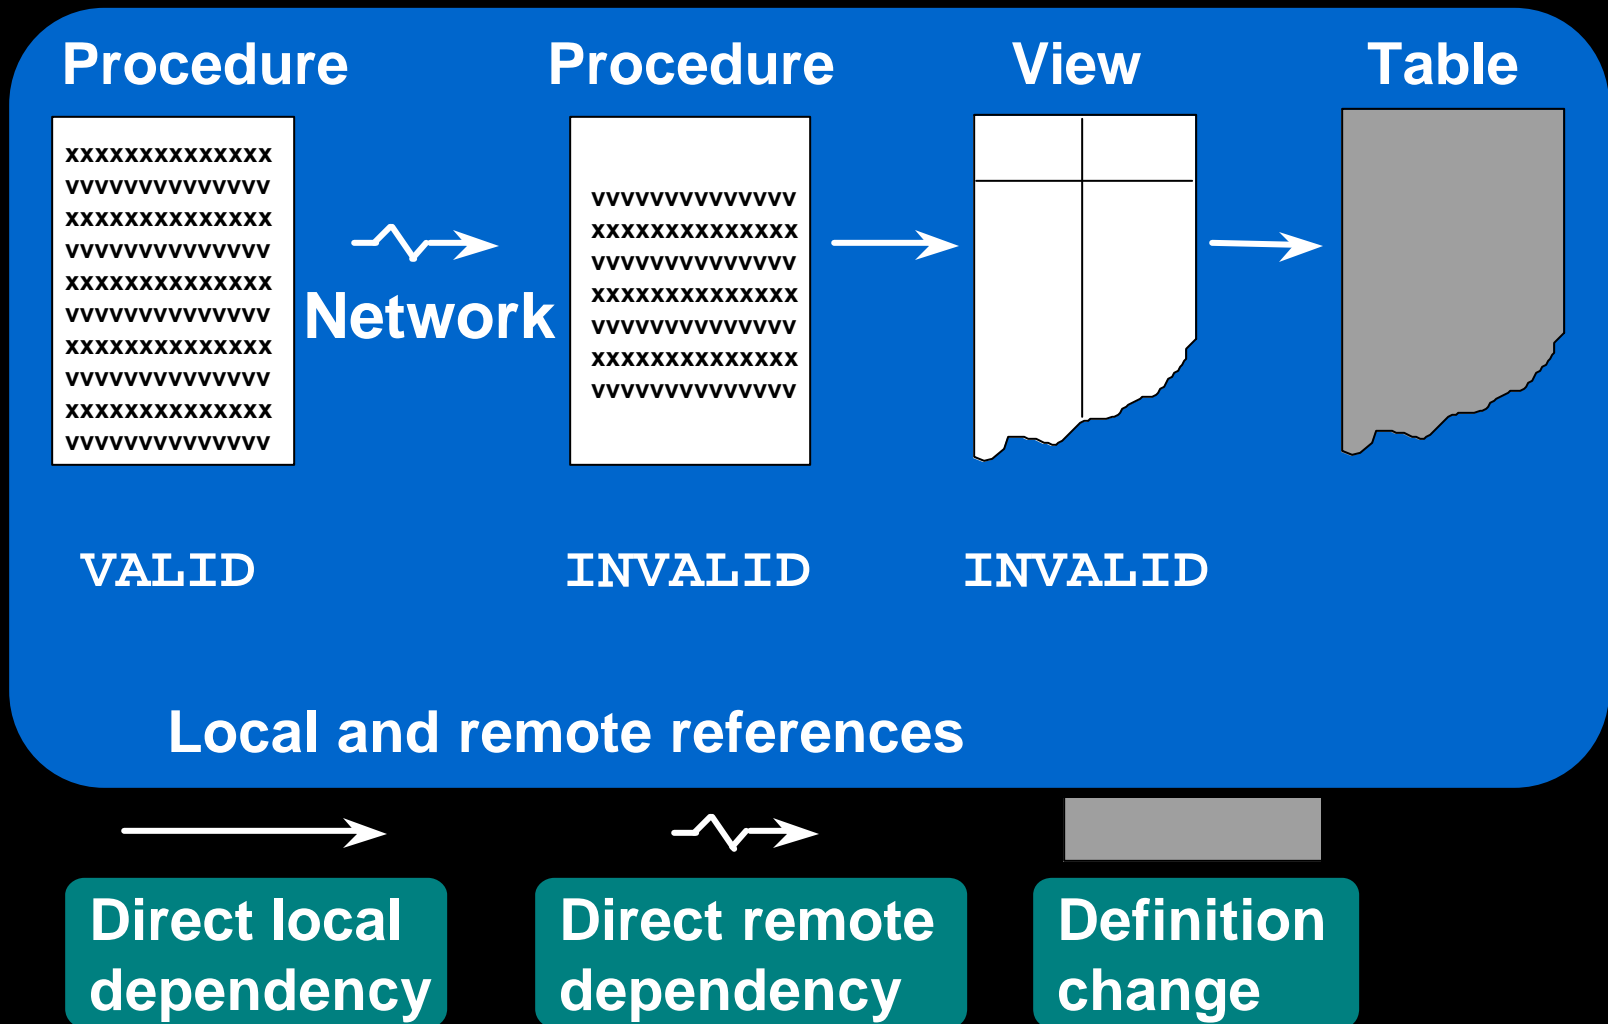 Procedure Procedure View Table
xxxxxxxxxxxxxx
vvvvvvvvvvvvvv
xxxxxxxxxxxxxx
vvvvvvvvvvvvvv
xxxxxxxxxxxxxx
vvvvvvvvvvvvvv
xxxxxxxxxxxxxx
vvvvvvvvvvvvvv
xxxxxxxxxxxxxx
vvvvvvvvvvvvvv
Network
vvvvvvvvvvvvvv
xxxxxxxxxxxxxx
vvvvvvvvvvvvvv
xxxxxxxxxxxxxx
vvvvvvvvvvvvvv
xxxxxxxxxxxxxx
vvvvvvvvvvvvvv
VALID INVALID INVALID
Local and remote references
Direct local
dependency
Direct remote
dependency
Definition
change